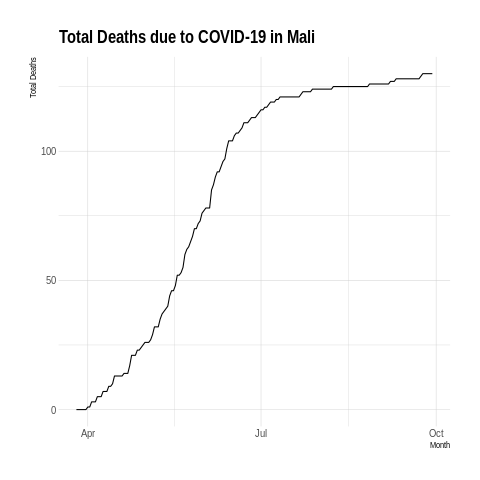 Total Deaths due to COVID-19 in Mali
Total Deaths
100
50
0
Apr Jul Oct
Month